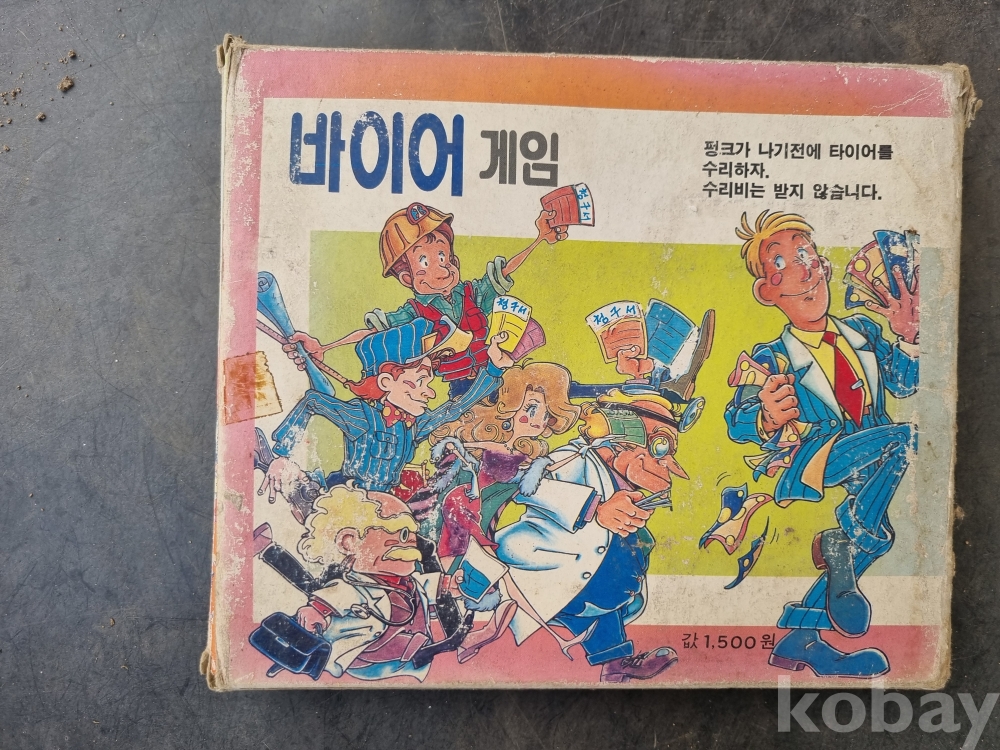 바이어 게임
펑크가 나기전에 타이어를
수리하자.
수리비는 받지 않습니다.
청구서
청구서
청구서
값 1,500원
kobay